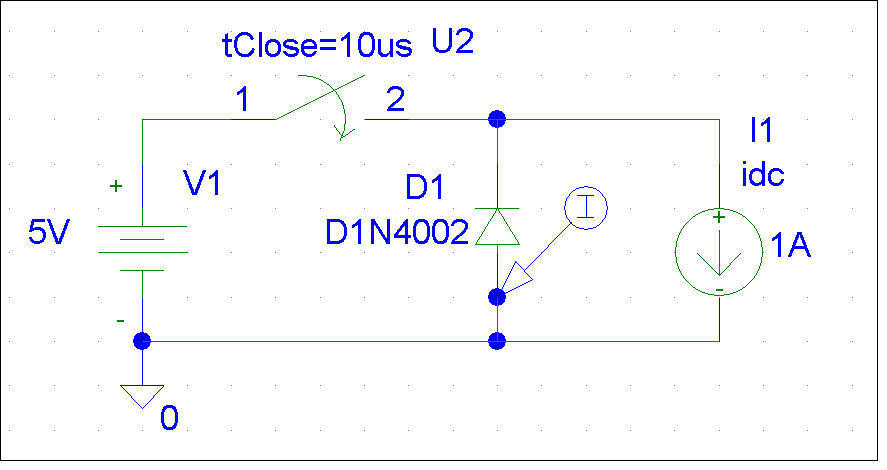 tClose=10us U2
1 2
I1
idc
+ V1 D1 I
5V D1N4002 + 1A
-
-
0